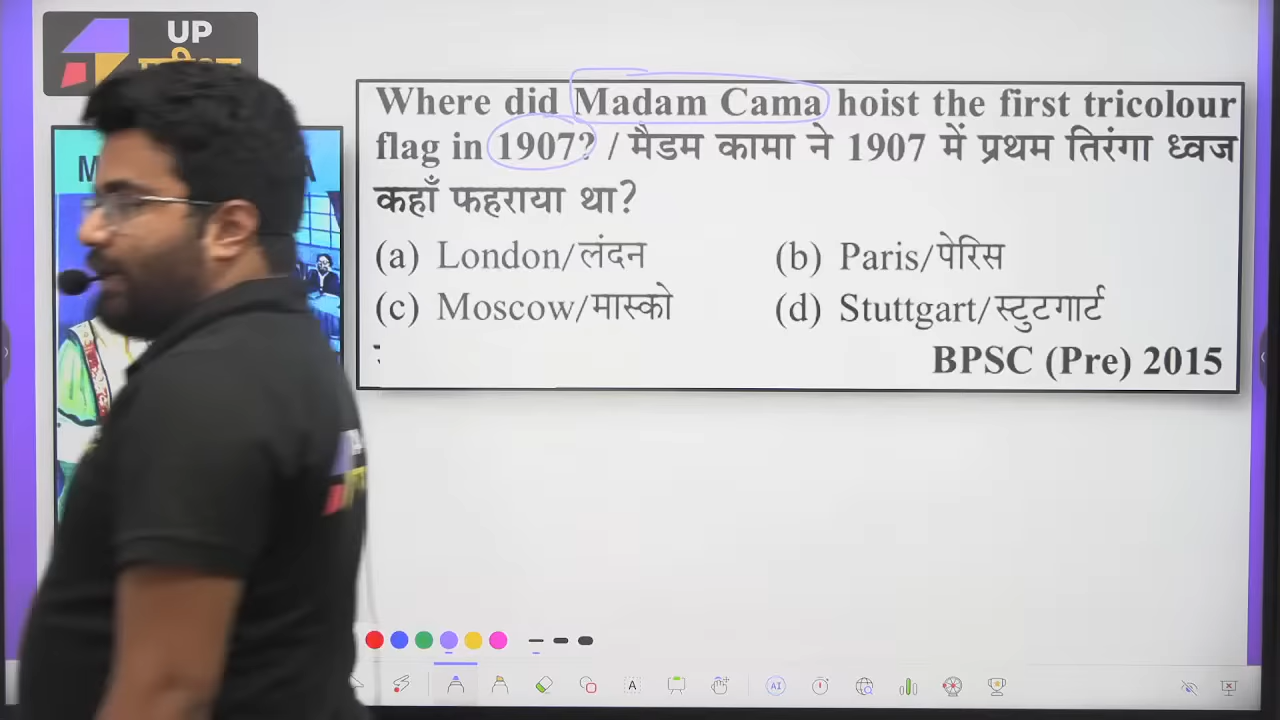 UP
Where did Madam Cama hoist the first tricolour
flag in 1907? / मैडम कामा ने 1907 में प्रथम तिरंगा ध्वज
कहाँ फहराया था?
(a) London/लंदन (b) Paris/पेरिस
(c) Moscow/मास्को (d) Stuttgart/स्टुटगार्ट
BPSC (Pre) 2015
A
AI